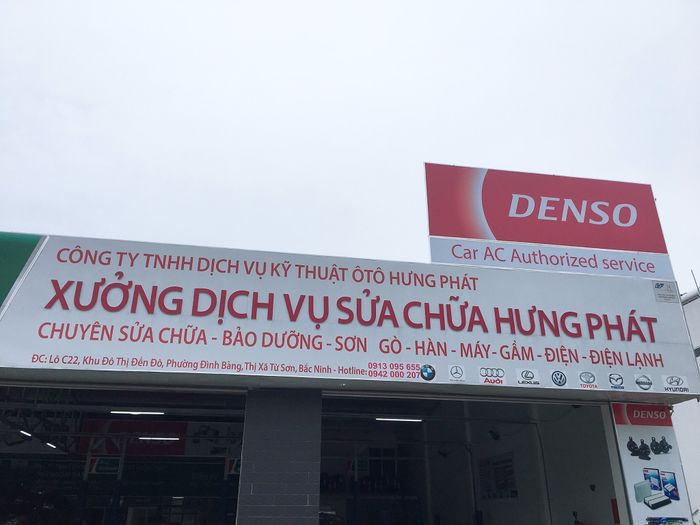 DENSO
Car AC Authorized service
CÔNG TY TNHH DỊCH VỤ KỸ THUẬT ÔTÔ HƯNG PHÁT
XƯỞNG DỊCH VỤ SỬA CHỮA HƯNG PHÁT
CHUYÊN SỬA CHỮA - BẢO DƯỠNG - SƠN GÒ - HÀN - MÁY - GẦM - ĐIỆN - ĐIỆN LẠNH
ĐC: Lô C22, Khu Đô Thị Đền Đô, Phường Đình Bảng, Thị Xã Từ Sơn, Bắc Ninh - Hotline: 0913 095 655
0942 000 207
Audi
LEXUS
TOYOTA
HYUNDAI
DENSO